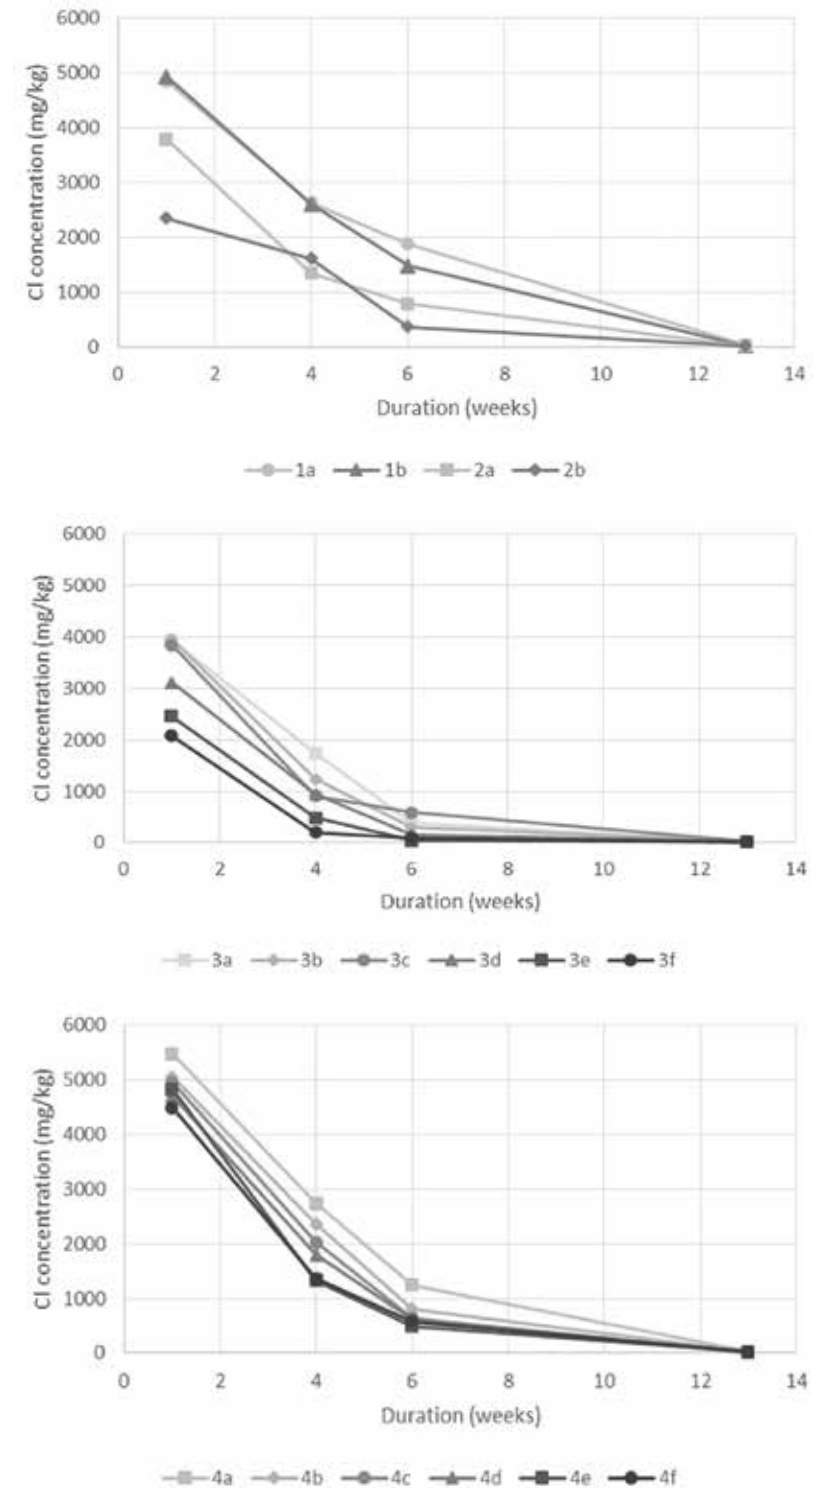 6000
5000
4000
3000
2000
1000
0
Cl concentration (mg/kg)
0 2 4 6 8 10 12 14
Duration (weeks)
1a 1b 2a 2b
6000
5000
4000
3000
2000
1000
0
Cl concentration (mg/kg)
0 2 4 6 8 10 12 14
Duration (weeks)
3a 3b 3c 3d 3e 3f
6000
5000
4000
3000
2000
1000
0
Cl concentration (mg/kg)
0 2 4 6 8 10 12 14
Duration (weeks)
4a 4b 4c 4d 4e 4f